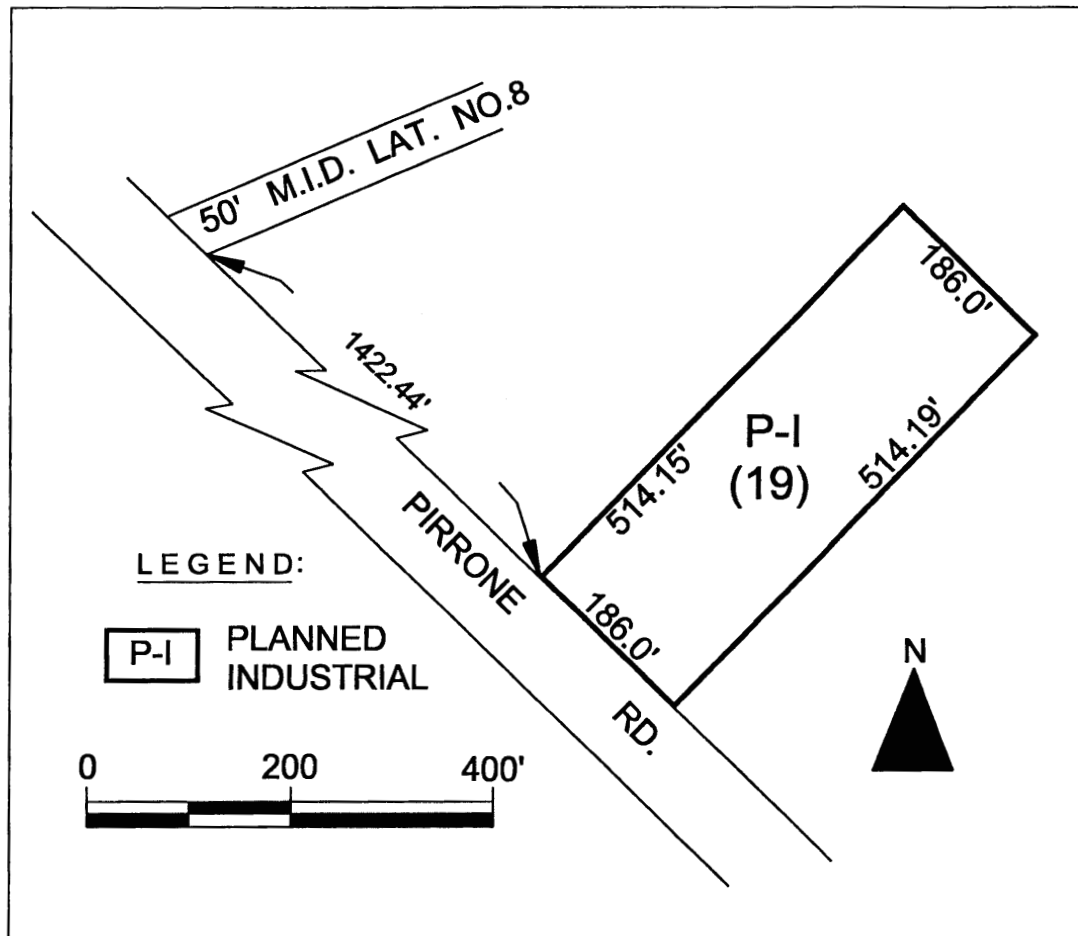 50' M.I.D. LAT. NO.8
186.0'
1422.44'
P-I
(19)
514.15'
514.19'
PIRRONE
RD.
186.0'
LEGEND:
P-I
PLANNED
INDUSTRIAL
N
0 200 400'